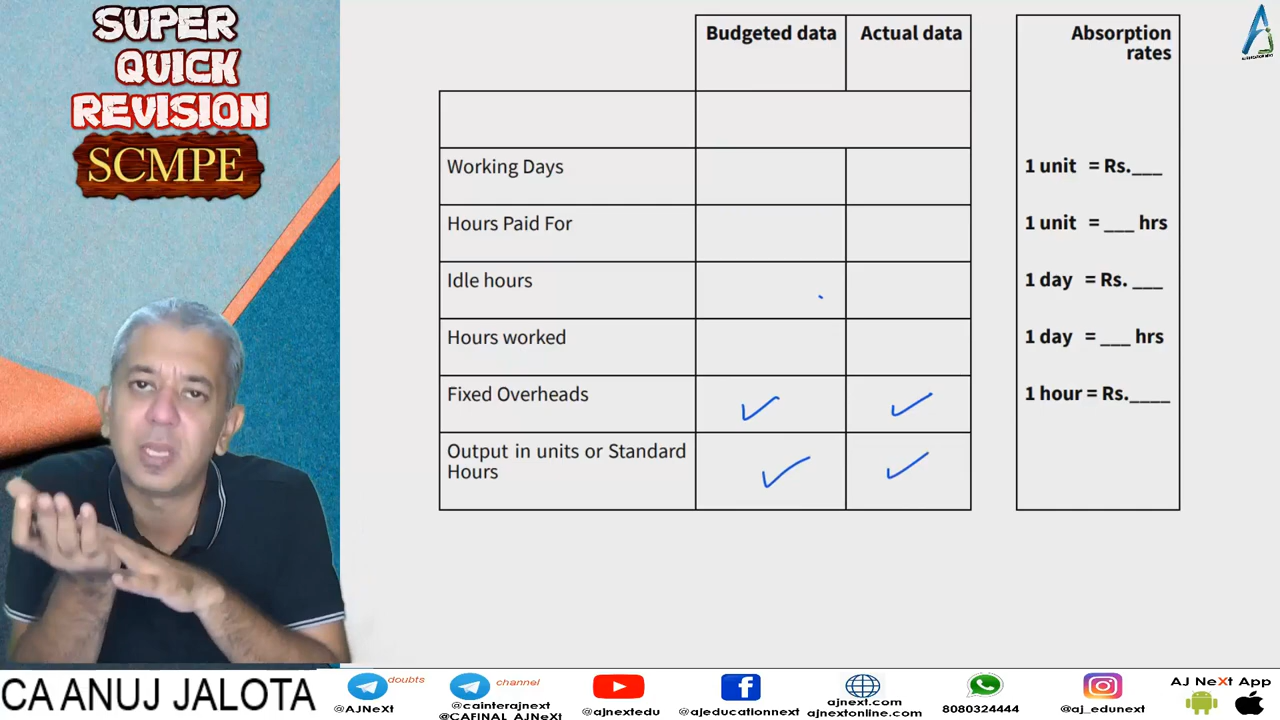 SUPER
QUICK
REVISION
SCMPE
Budgeted data
Actual data
Absorption
rates
Working Days
1 unit = Rs.___
Hours Paid For
1 unit = ___ hrs
Idle hours
1 day = Rs. ___
Hours worked
1 day = ___ hrs
Fixed Overheads
1 hour = Rs.____
Output in units or Standard
Hours
CA ANUJ JALOTA
doubts
@AJNeXt
channel
@cainterajnext
@CAFINAL_AJNeXt
@ajnextedu
@ajeducationnext
ajnext.com
ajnextonline.com
8080324444
@aj_edunext
AJ NeXt App